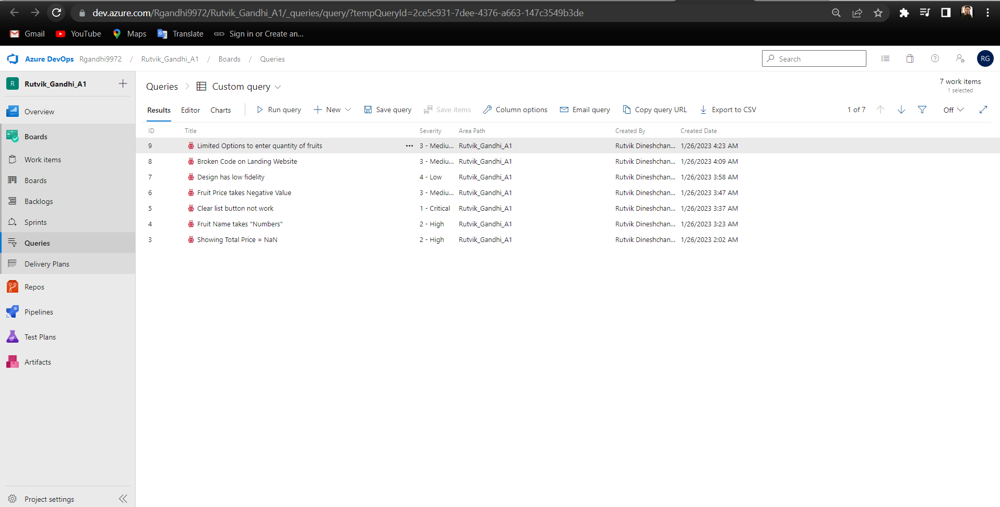 dev.azure.com/Rgandhi9972/Rutvik_Gandhi_A1/_queries/query/?tempQueryId=2ce5c931-7dee-4376-a663-147c3549b3de
Gmail YouTube Maps Translate GD Sign in or Create an...
Azure DevOps Rgandhi9972 / Rutvik_Gandhi_A1 / Boards / Queries Search RG
R Rutvik_Gandhi_A1
Overview
Boards
Work items
Boards
Backlogs
Sprints
Queries
Delivery Plans
Repos
Pipelines
Test Plans
Artifacts
Project settings
Queries Custom query
7 work items
1 selected
Results Editor Charts Run query New Save query Save items Column options Email query Copy query URL Export to CSV 1 of 7 Off
ID Title Severity Area Path Created By Created Date
9 Limited Options to enter quantity of fruits ... 3 - Mediu... Rutvik_Gandhi_A1 Rutvik Dineshchan... 1/26/2023 4:23 AM
8 Broken Code on Landing Website 3 - Mediu... Rutvik_Gandhi_A1 Rutvik Dineshchan... 1/26/2023 4:09 AM
7 Design has low fidelity 4 - Low Rutvik_Gandhi_A1 Rutvik Dineshchan... 1/26/2023 3:58 AM
6 Fruit Price takes Negative Value 3 - Mediu... Rutvik_Gandhi_A1 Rutvik Dineshchan... 1/26/2023 3:47 AM
5 Clear list button not work 1 - Critical Rutvik_Gandhi_A1 Rutvik Dineshchan... 1/26/2023 3:37 AM
4 Fruit Name takes "Numbers" 2 - High Rutvik_Gandhi_A1 Rutvik Dineshchan... 1/26/2023 3:23 AM
3 Showing Total Price = NaN 2 - High Rutvik_Gandhi_A1 Rutvik Dineshchan... 1/26/2023 2:02 AM